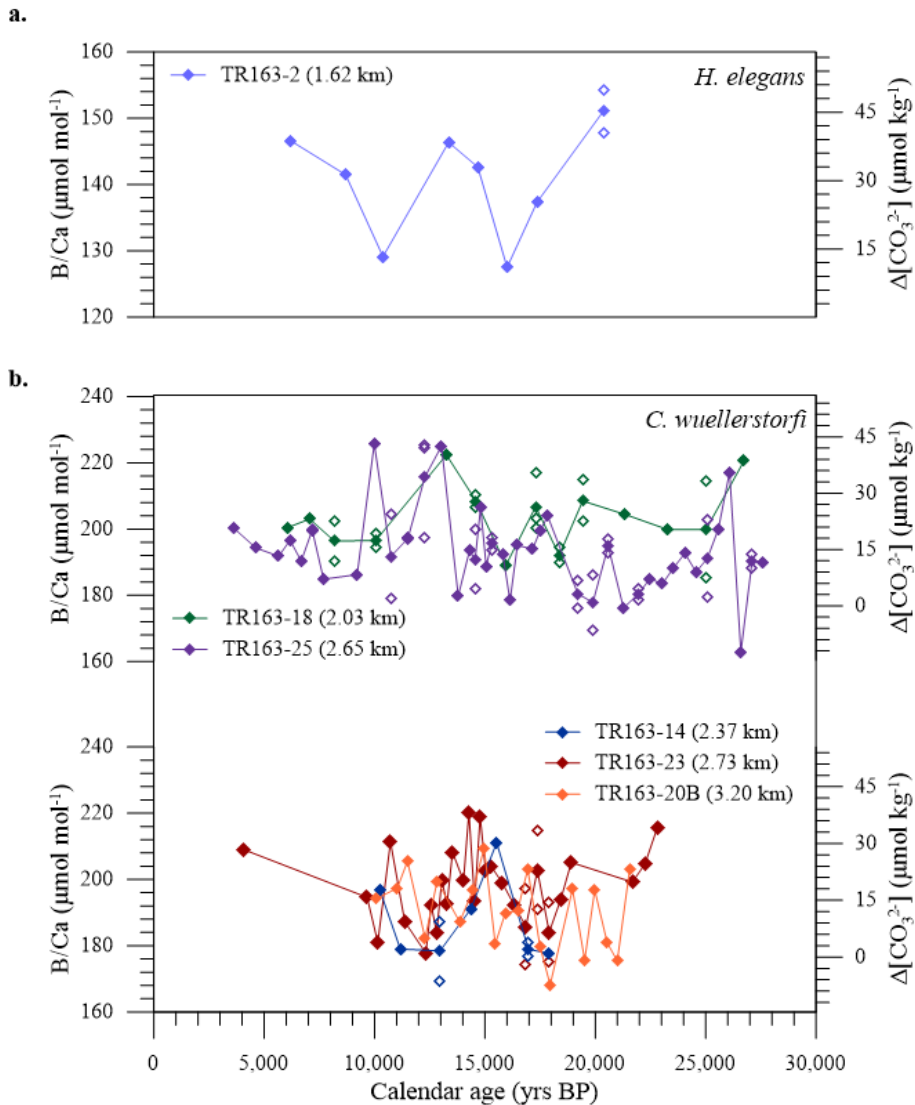 a.
160
150
140
130
120
B/Ca (µmol mol⁻¹)
TR163-2 (1.62 km)
H. elegans
45
30
15
Δ[CO₃²⁻] (µmol kg⁻¹)
b.
240
220
200
180
160
B/Ca (µmol mol⁻¹)
C. wuellerstorfi
TR163-18 (2.03 km)
TR163-25 (2.65 km)
45
30
15
0
Δ[CO₃²⁻] (µmol kg⁻¹)
240
220
200
180
160
B/Ca (µmol mol⁻¹)
TR163-14 (2.37 km)
TR163-23 (2.73 km)
TR163-20B (3.20 km)
45
30
15
0
Δ[CO₃²⁻] (µmol kg⁻¹)
0 5,000 10,000 15,000 20,000 25,000 30,000
Calendar age (yrs BP)